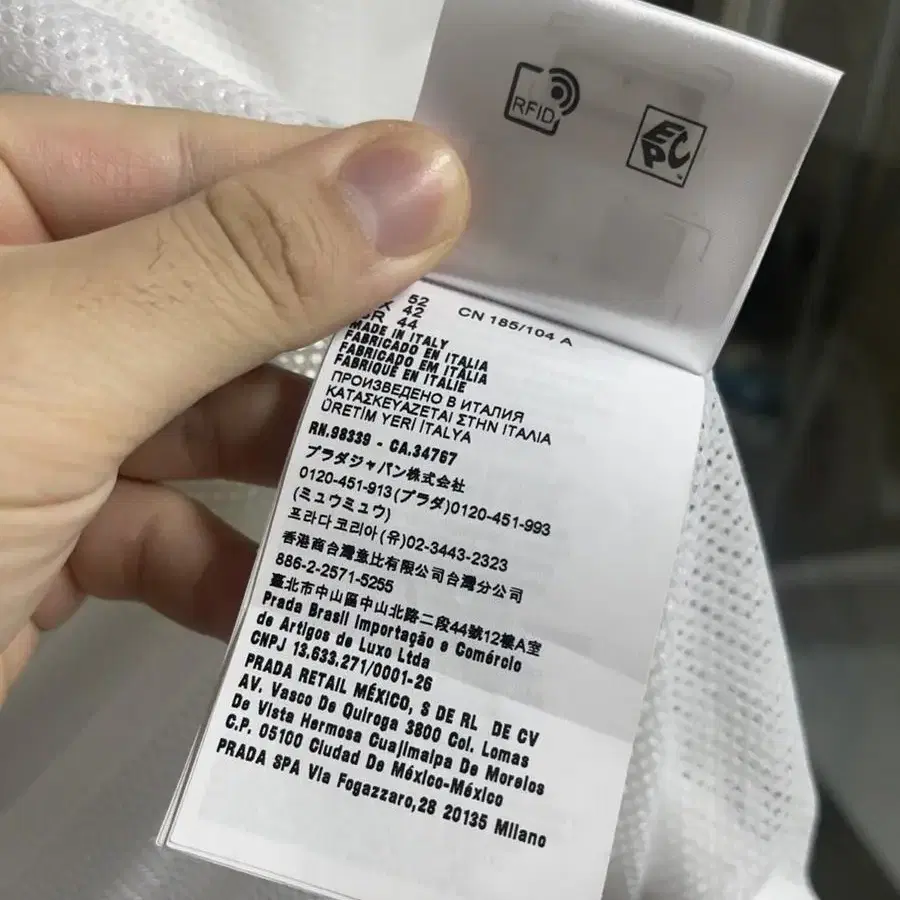 RFID
EPC
52
42
R 44
CN 185/104 A
MADE IN ITALY
FABRICADO EN ITALIA
FABRICADO EM ITÀLIA
FABRIQUÉ EN ITALIE
ПРОИЗВЕДЕНО В ИТАЛИЯ
ΚΑΤΑΣΚΕΥΑΖΕΤΑΙ ΣΤΗΝ ΙΤΑΛΙΑ
ÜRETİM YERİ İTALYA
RN.98339 - CA.34767
プラダジャパン株式会社
0120-451-913(プラダ)0120-451-993
(ミュウミュウ)
프라다코리아(유)02-3443-2323
香港商台灣意比有限公司台灣分公司
886-2-2571-5255
臺北市中山區中山北路二段44號12樓A室
Prada Brasil Importação e Comércio
de Artigos de Luxo Ltda
CNPJ 13.633.271/0001-26
PRADA RETAIL MÉXICO, S DE RL DE CV
AV. Vasco De Quiroga 3800 Col. Lomas
De Vista Hermosa Cuajimalpa De Morelos
C.P. 05100 Ciudad De México-México
PRADA SPA Via Fogazzaro,28 20135 Milano